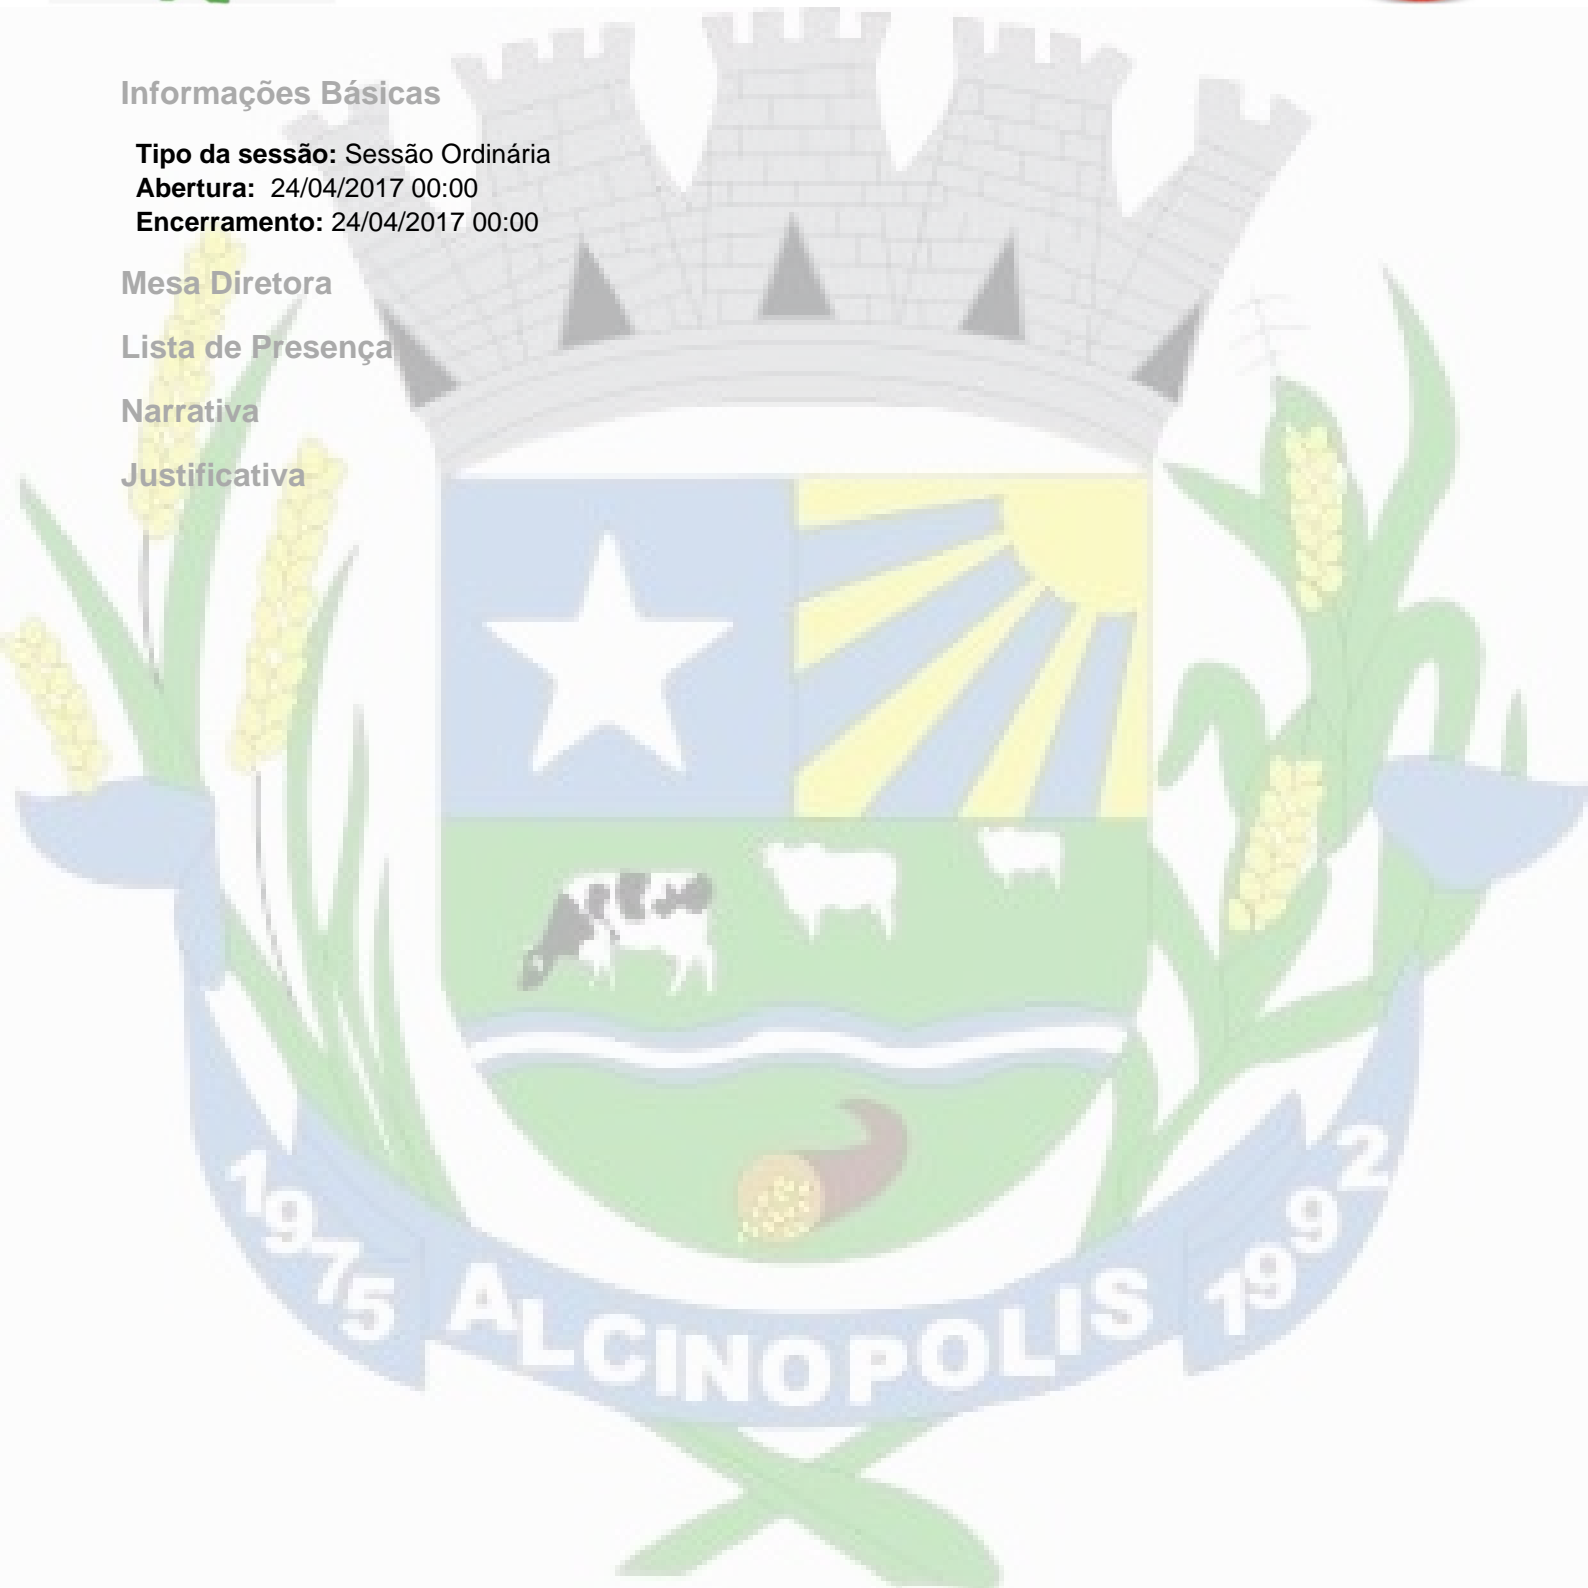 Informações Básicas
Tipo da sessão: Sessão Ordinária
Abertura: 24/04/2017 00:00
Encerramento: 24/04/2017 00:00
Mesa Diretora
Lista de Presença
Narrativa
Justificativa
1975 ALCINOPOLIS 1992